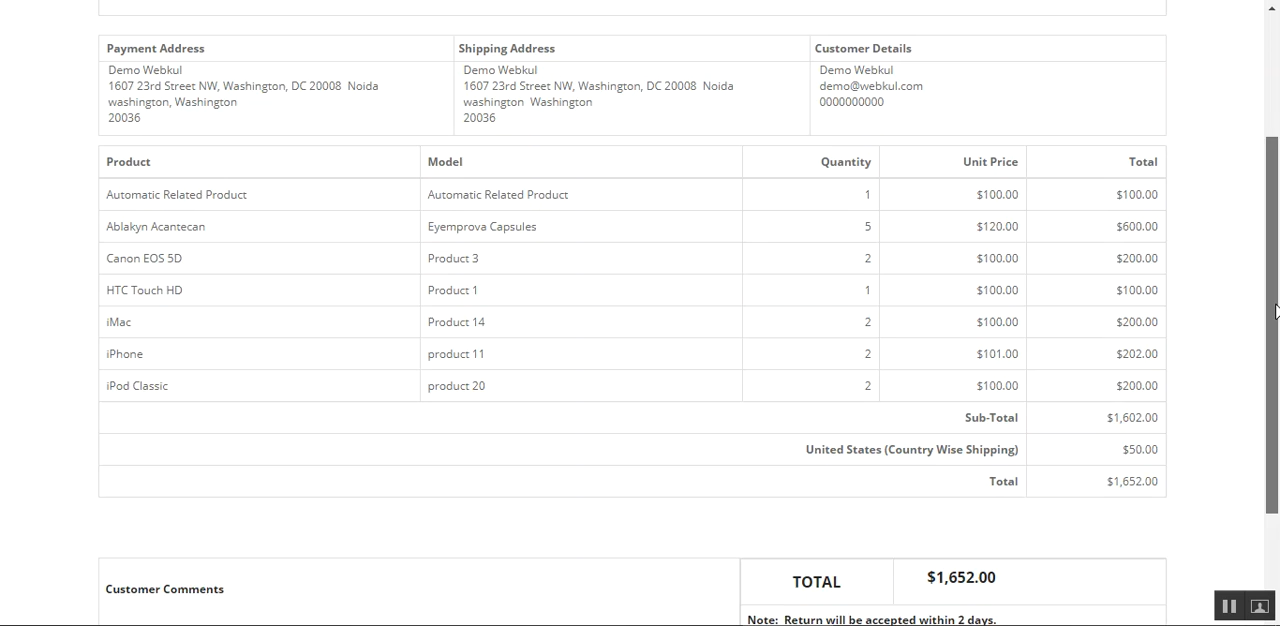 Payment Address Shipping Address Customer Details
Demo Webkul Demo Webkul Demo Webkul
1607 23rd Street NW, Washington, DC 20008 Noida 1607 23rd Street NW, Washington, DC 20008 Noida demo@webkul.com
washington, Washington washington Washington 0000000000
20036 20036
Product Model Quantity Unit Price Total
Automatic Related Product Automatic Related Product 1 $100.00 $100.00
Ablakyn Acantecan Eyemprova Capsules 5 $120.00 $600.00
Canon EOS 5D Product 3 2 $100.00 $200.00
HTC Touch HD Product 1 1 $100.00 $100.00
iMac Product 14 2 $100.00 $200.00
iPhone product 11 2 $101.00 $202.00
iPod Classic product 20 2 $100.00 $200.00
Sub-Total $1,602.00
United States (Country Wise Shipping) $50.00
Total $1,652.00
TOTAL $1,652.00
Customer Comments
Note: Return will be accepted within 2 days.